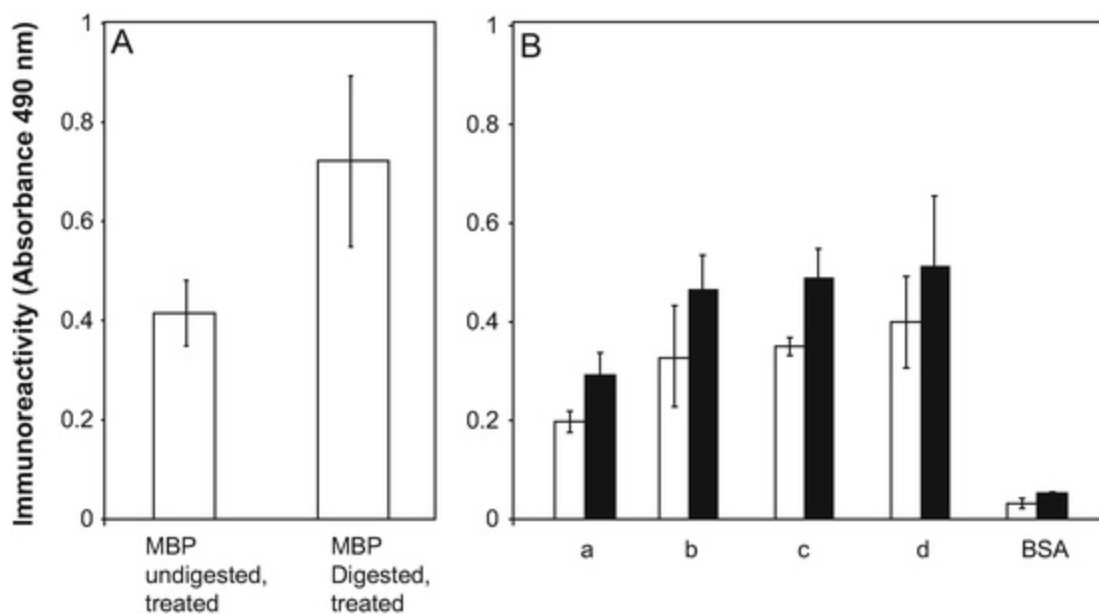 Immunoreactivity (Absorbance 490 nm)
A
1
0.8
0.6
0.4
0.2
0
MBP
undigested,
treated
MBP
Digested,
treated
B
1
0.8
0.6
0.4
0.2
0
a
b
c
d
BSA